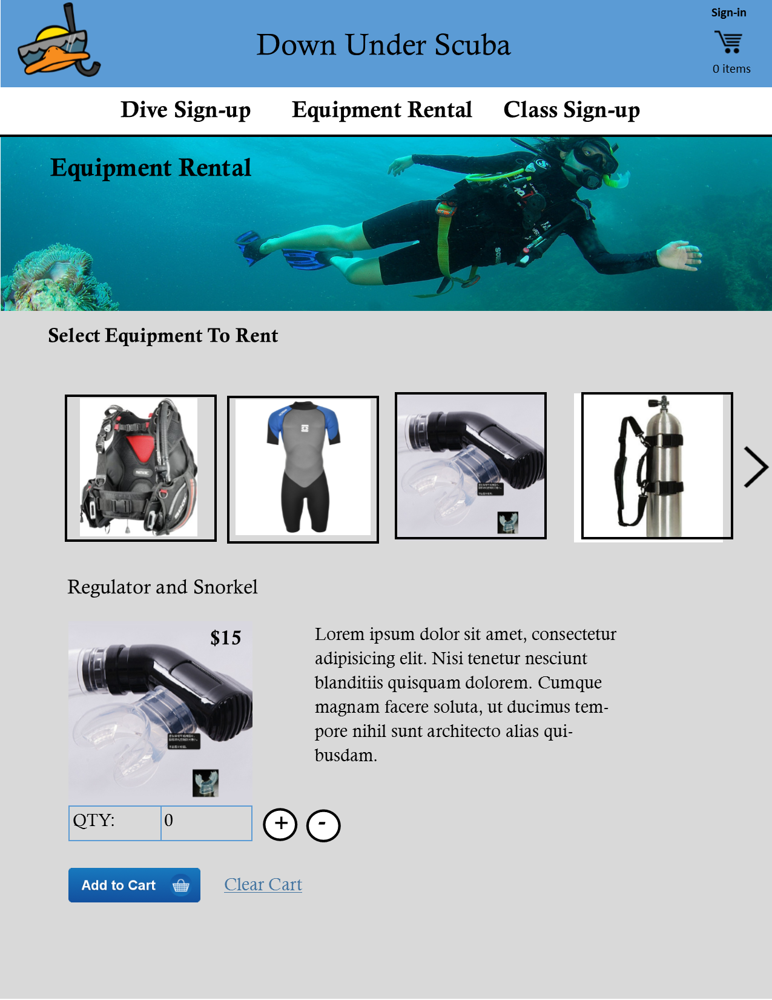 Sign-in
Down Under Scuba
0 items
Dive Sign-up
Equipment Rental
Class Sign-up
Equipment Rental
SCUBA
Select Equipment To Rent
Regulator and Snorkel
$15
Lorem ipsum dolor sit amet, consectetur
adipisicing elit. Nisi tenetur nesciunt
blanditiis quisquam dolorem. Cumque
magnam facere soluta, ut ducimus tem-
pore nihil sunt architecto alias qui-
busdam.
QTY:
0
+
-
Add to Cart
Clear Cart